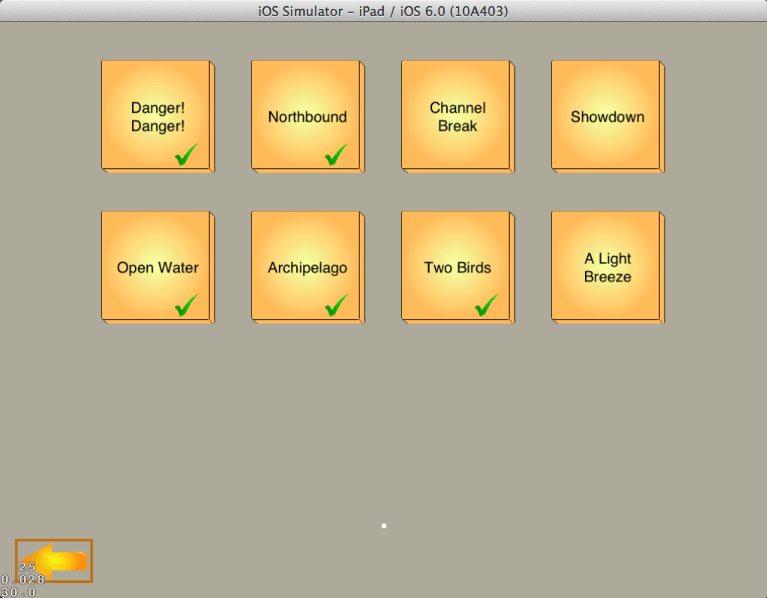 iOS Simulator – iPad / iOS 6.0 (10A403)
Danger!
Danger!
Northbound
Channel
Break
Showdown
Open Water
Archipelago
Two Birds
A Light
Breeze
25
0.028
30.0